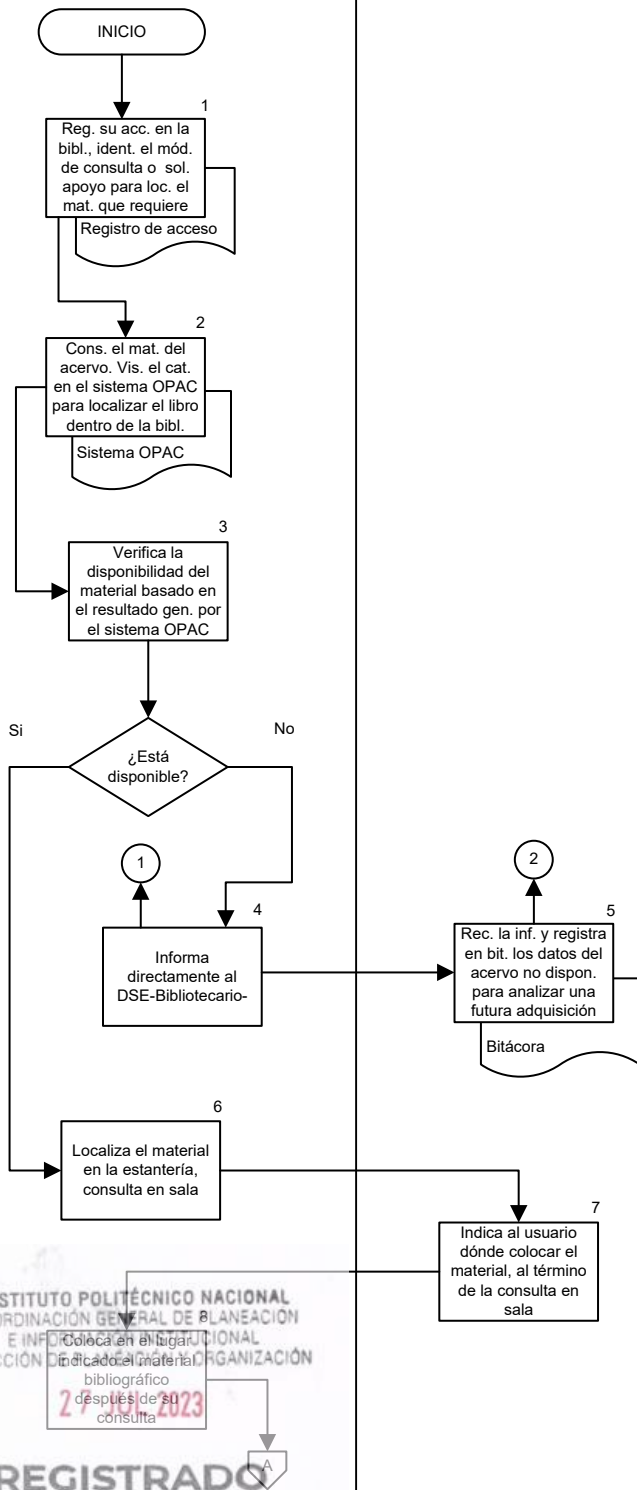 INICIO
1
Reg. su acc. en la
bibl., ident. el mód.
de consulta o sol.
apoyo para loc. el
mat. que requiere
Registro de acceso
2
Cons. el mat. del
acervo. Vis. el cat.
en el sistema OPAC
para localizar el libro
dentro de la bibl.
Sistema OPAC
3
Verifica la
disponibilidad del
material basado en
el resultado gen. por
el sistema OPAC
Si
No
¿Está
disponible?
1
4
Informa
directamente al
DSE-Bibliotecario-
2
5
Rec. la inf. y registra
en bit. los datos del
acervo no dispon.
para analizar una
futura adquisición
Bitácora
6
Localiza el material
en la estantería,
consulta en sala
7
Indica al usuario
dónde colocar el
material, al término
de la consulta en
sala
STITUTO POLITÉCNICO NACIONAL
ORDINACIÓN GENERAL DE PLANEACIÓN
E INFORMACIÓN INSTITUCIONAL
CCIÓN DE PLANEACIÓN Y ORGANIZACIÓN
8
Coloca en el lugar
indicado el material
bibliográfico
después de su
consulta
27 JUL 2023
REGISTRADO
A